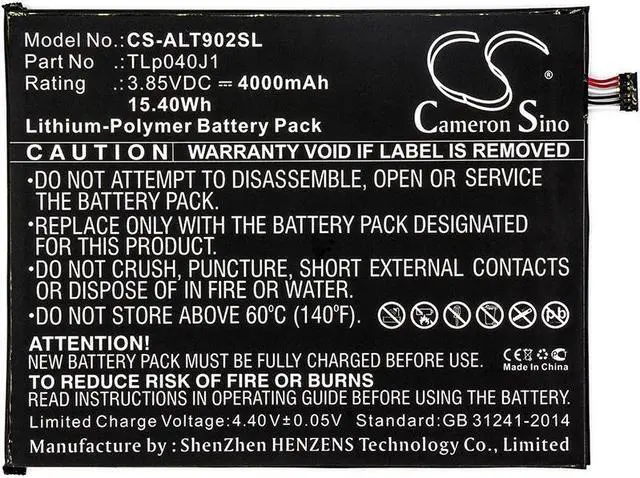 Model No.: CS-ALT902SL
Part No. : TLp040J1
Rating : 3.85VDC ⎓ 4000mAh
15.40Wh
Lithium-Polymer Battery Pack
CS
®
Cameron Sino
CAUTION WARRANTY VOID IF LABEL IS REMOVED
•DO NOT ATTEMPT TO DISASSEMBLE, OPEN OR SERVICE
THE BATTERY PACK.
•REPLACE ONLY WITH THE BATTERY PACK DESIGNATED
FOR THIS PRODUCT.
•DO NOT CRUSH, PUNCTURE, SHORT EXTERNAL CONTACTS
OR DISPOSE OF IN FIRE OR WATER.
•DO NOT STORE ABOVE 60°C (140°F).
Pb
ATTENTION!
NEW BATTERY PACK MUST BE FULLY CHARGED BEFORE USE.
TO REDUCE RISK OF FIRE OR BURNS
READ INSTRUCTIONS IN OPERATING GUIDE BEFORE USING BATTERY.
CE
Made In China
Limited Charge Voltage: 4.40V±0.05V Standard: GB 31241-2014
Manufacture by : ShenZhen HENZENS Technology Co., Limited.